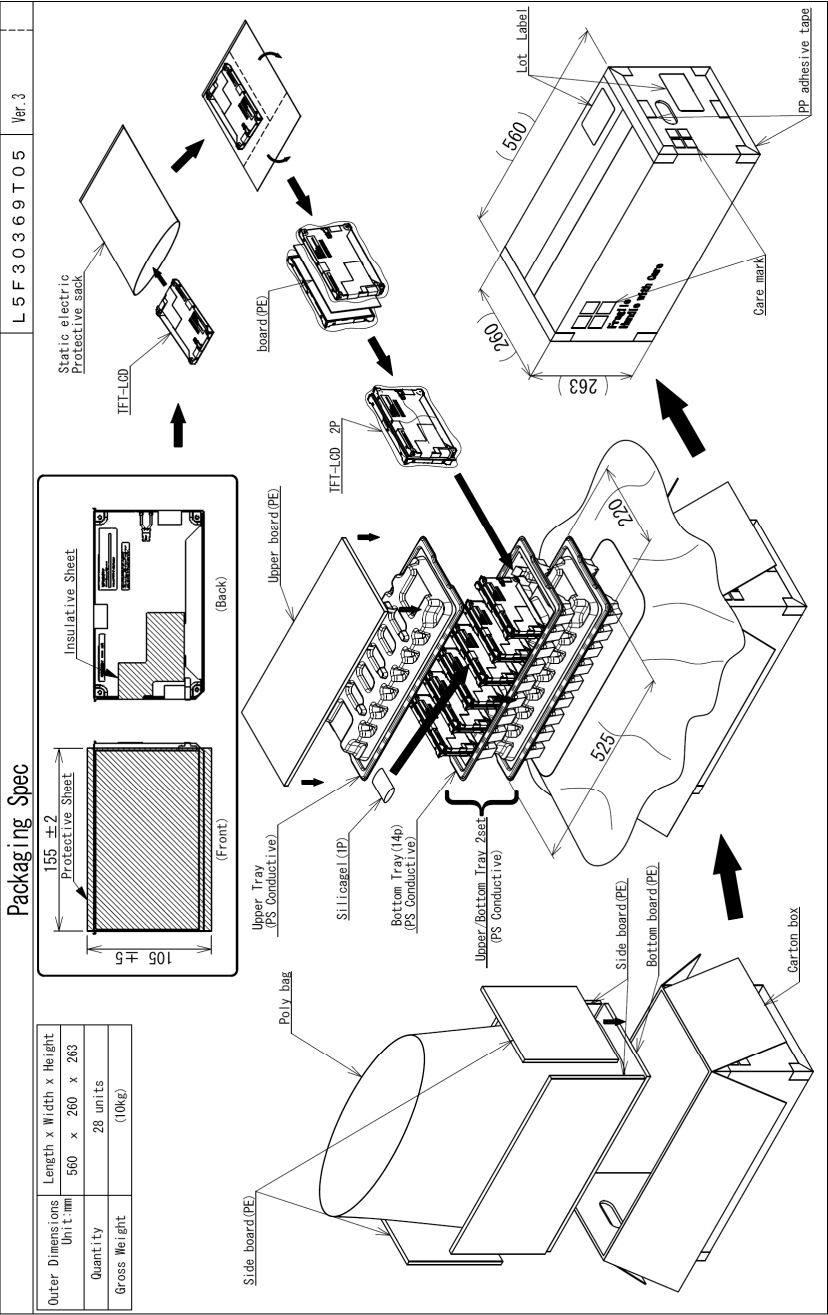 Packaging Spec
L5F30369T05
Ver.3
Outer Dimensions
Unit:mm
Length x Width x Height
560 x 260 x 263
Quantity
28 units
Gross Weight
(10kg)
155 ±2
Protective Sheet
105 ±5
(Front)
Insulative Sheet
(Back)
Static electric
Protective sack
TFT-LCD
board(PE)
TFT-LCD 2P
Upper board(PE)
Upper Tray
(PS Conductive)
Silicagel(1P)
Bottom Tray(14p)
(PS Conductive)
Upper/Bottom Tray 2set
(PS Conductive)
525
220
Side board(PE)
Poly bag
Side board(PE)
Bottom board(PE)
Carton box
Lot Label
(560)
(260)
(263)
Fragile
Handle with Care
Care mark
PP adhesive tape